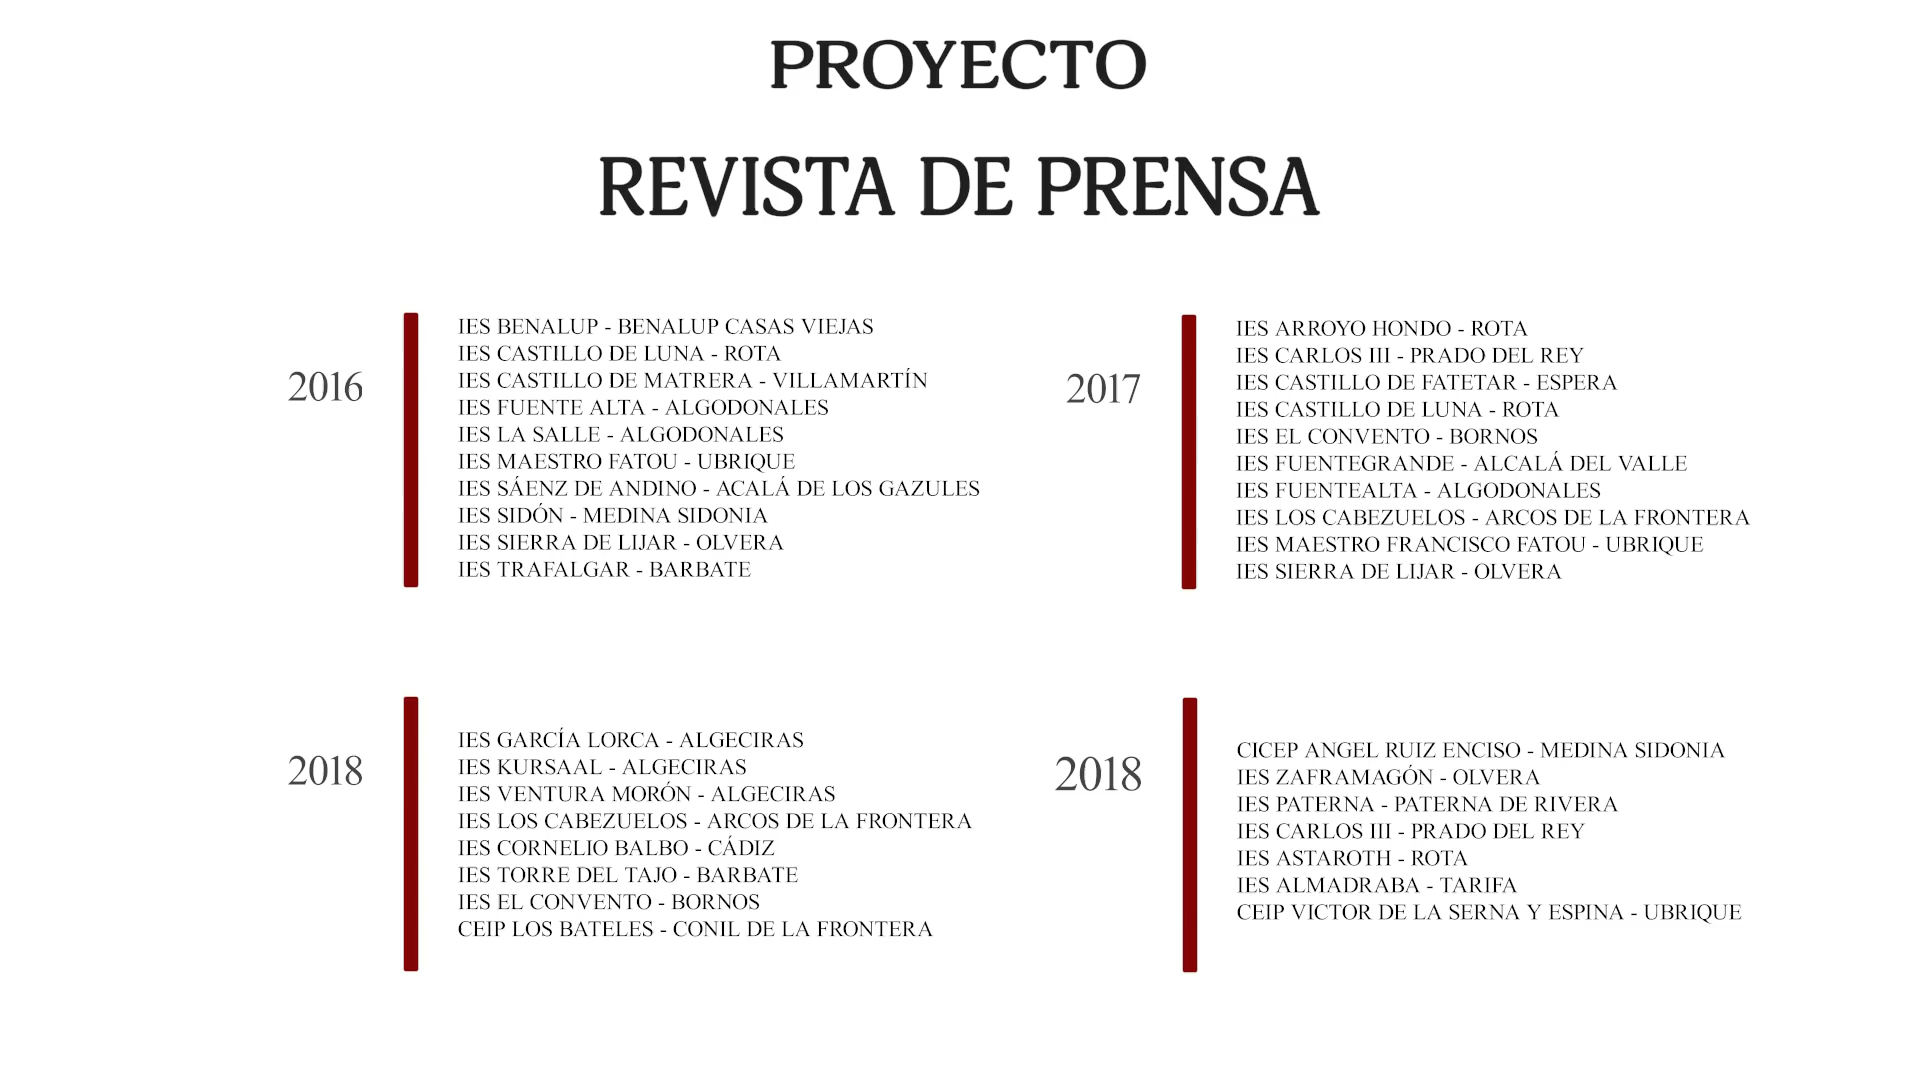 PROYECTO
REVISTA DE PRENSA
2016
IES BENALUP - BENALUP CASAS VIEJAS
IES CASTILLO DE LUNA - ROTA
IES CASTILLO DE MATRERA - VILLAMARTÍN
IES FUENTE ALTA - ALGODONALES
IES LA SALLE - ALGODONALES
IES MAESTRO FATOU - UBRIQUE
IES SÁENZ DE ANDINO - ACALÁ DE LOS GAZULES
IES SIDÓN - MEDINA SIDONIA
IES SIERRA DE LIJAR - OLVERA
IES TRAFALGAR - BARBATE
2017
IES ARROYO HONDO - ROTA
IES CARLOS III - PRADO DEL REY
IES CASTILLO DE FATETAR - ESPERA
IES CASTILLO DE LUNA - ROTA
IES EL CONVENTO - BORNOS
IES FUENTEGRANDE - ALCALÁ DEL VALLE
IES FUENTEALTA - ALGODONALES
IES LOS CABEZUELOS - ARCOS DE LA FRONTERA
IES MAESTRO FRANCISCO FATOU - UBRIQUE
IES SIERRA DE LIJAR - OLVERA
2018
IES GARCÍA LORCA - ALGECIRAS
IES KURSAAL - ALGECIRAS
IES VENTURA MORÓN - ALGECIRAS
IES LOS CABEZUELOS - ARCOS DE LA FRONTERA
IES CORNELIO BALBO - CÁDIZ
IES TORRE DEL TAJO - BARBATE
IES EL CONVENTO - BORNOS
CEIP LOS BATELES - CONIL DE LA FRONTERA
2018
CICEP ANGEL RUIZ ENCISO - MEDINA SIDONIA
IES ZAFRAMAGÓN - OLVERA
IES PATERNA - PATERNA DE RIVERA
IES CARLOS III - PRADO DEL REY
IES ASTAROTH - ROTA
IES ALMADRABA - TARIFA
CEIP VICTOR DE LA SERNA Y ESPINA - UBRIQUE